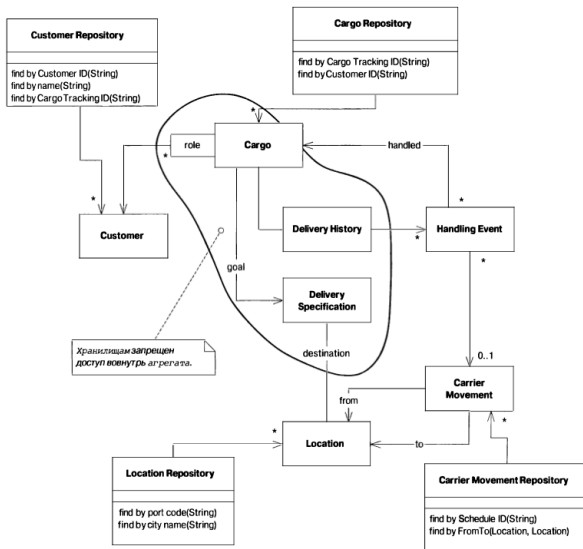 Customer Repository
find by Customer ID(String)
find by name(String)
find by Cargo Tracking ID(String)
Cargo Repository
find by Cargo Tracking ID(String)
find by Customer ID(String)
*
role
*
Cargo
handled
*
Customer
Delivery History
*
Handling Event
*
*
goal
Delivery
Specification
Хранилищам запрещен
доступ вовнутрь агрегата.
destination
0..1
Carrier
Movement
from
*
*
Location
to
Location Repository
find by port code(String)
find by city name(String)
Carrier Movement Repository
find by Schedule ID(String)
find by FromTo(Location, Location)